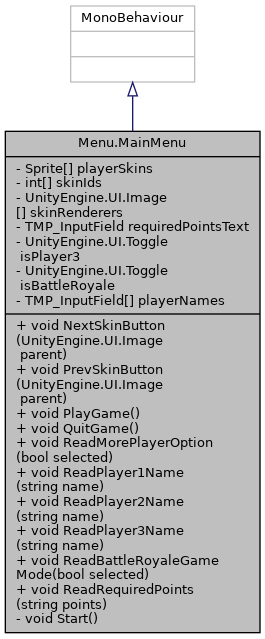 MonoBehaviour
Menu.MainMenu
- Sprite[] playerSkins
- int[] skinIds
- UnityEngine.UI.Image
[] skinRenderers
- TMP_InputField requiredPointsText
- UnityEngine.UI.Toggle
isPlayer3
- UnityEngine.UI.Toggle
isBattleRoyale
- TMP_InputField[] playerNames
+ void NextSkinButton
(UnityEngine.UI.Image
parent)
+ void PrevSkinButton
(UnityEngine.UI.Image
parent)
+ void PlayGame()
+ void QuitGame()
+ void ReadMorePlayerOption
(bool selected)
+ void ReadPlayer1Name
(string name)
+ void ReadPlayer2Name
(string name)
+ void ReadPlayer3Name
(string name)
+ void ReadBattleRoyaleGame
Mode(bool selected)
+ void ReadRequiredPoints
(string points)
- void Start()